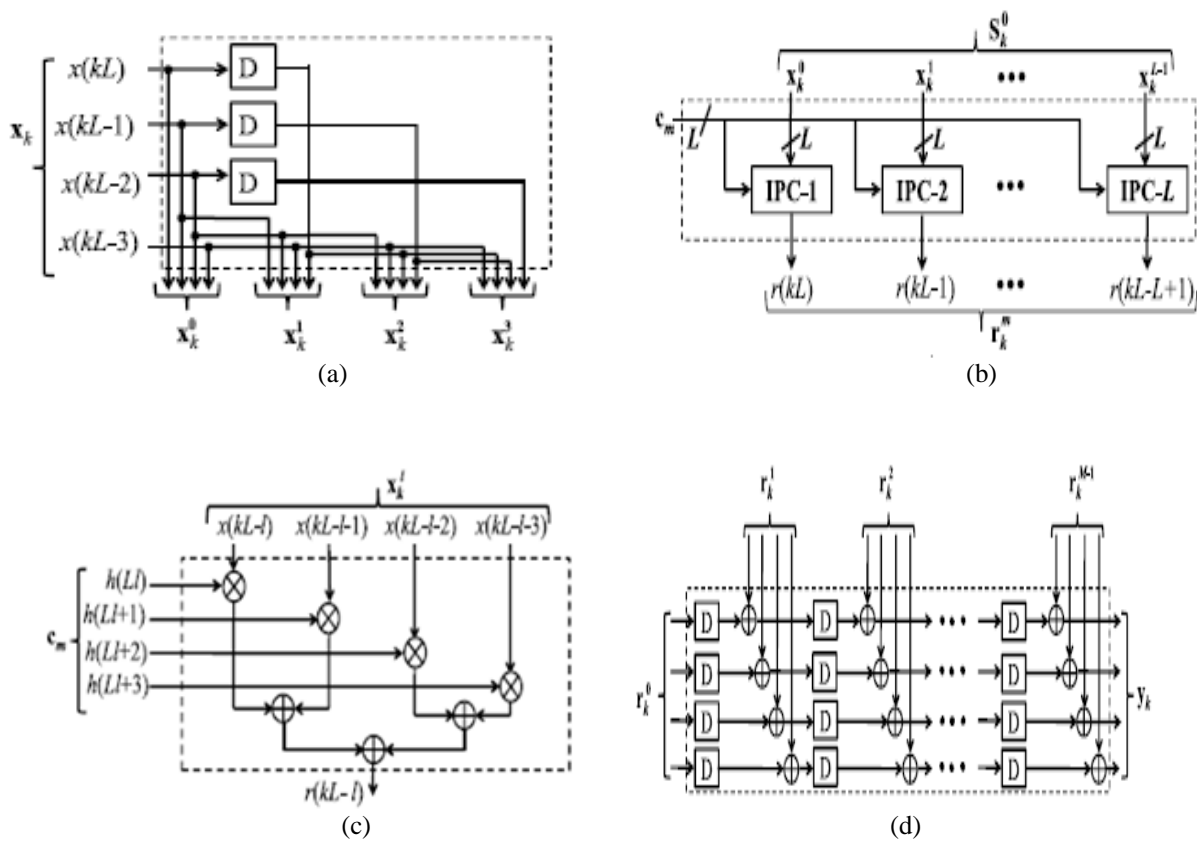 x_k
x(kL)
x(kL-1)
x(kL-2)
x(kL-3)
D
D
D
x_k^0 x_k^1 x_k^2 x_k^3
(a)
S_k^0
x_k^0 x_k^1 ••• x_k^{L-1}
c_m
L L L L
IPC-1 IPC-2 ••• IPC-L
r(kL) r(kL-1) ••• r(kL-L+1)
r_k^m
(b)
x_k^l
x(kL-l) x(kL-l-1) x(kL-l-2) x(kL-l-3)
c_m
h(Ll)
h(Ll+1)
h(Ll+2)
h(Ll+3)
r(kL-l)
(c)
r_k^1 r_k^2 r_k^{M-1}
D D ••• D
D D ••• D
r_k^0 y_k
D D ••• D
D D ••• D
(d)